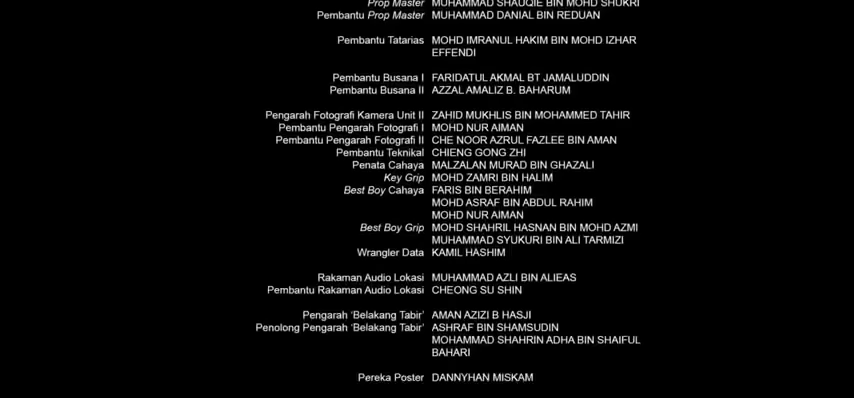 Prop Master MUHAMMAD SHAUQIE BIN MOHD SHUKRI
Pembantu Prop Master MUHAMMAD DANIAL BIN REDUAN
Pembantu Tatarias MOHD IMRANUL HAKIM BIN MOHD IZHAR
EFFENDI
Pembantu Busana I FARIDATUL AKMAL BT JAMALUDDIN
Pembantu Busana II AZZAL AMALIZ B. BAHARUM
Pengarah Fotografi Kamera Unit II ZAHID MUKHLIS BIN MOHAMMED TAHIR
Pembantu Pengarah Fotografi I MOHD NUR AIMAN
Pembantu Pengarah Fotografi II CHE NOOR AZRUL FAZLEE BIN AMAN
Pembantu Teknikal CHIENG GONG ZHI
Penata Cahaya MALZALAN MURAD BIN GHAZALI
Key Grip MOHD ZAMRI BIN HALIM
Best Boy Cahaya FARIS BIN BERAHIM
MOHD ASRAF BIN ABDUL RAHIM
MOHD NUR AIMAN
Best Boy Grip MOHD SHAHRIL HASNAN BIN MOHD AZMI
MUHAMMAD SYUKURI BIN ALI TARMIZI
Wrangler Data KAMIL HASHIM
Rakaman Audio Lokasi MUHAMMAD AZLI BIN ALIEAS
Pembantu Rakaman Audio Lokasi CHEONG SU SHIN
Pengarah ‘Belakang Tabir’ AMAN AZIZI B HASJI
Penolong Pengarah ‘Belakang Tabir’ ASHRAF BIN SHAMSUDIN
MOHAMMAD SHAHRIN ADHA BIN SHAIFUL
BAHARI
Pereka Poster DANNYHAN MISKAM